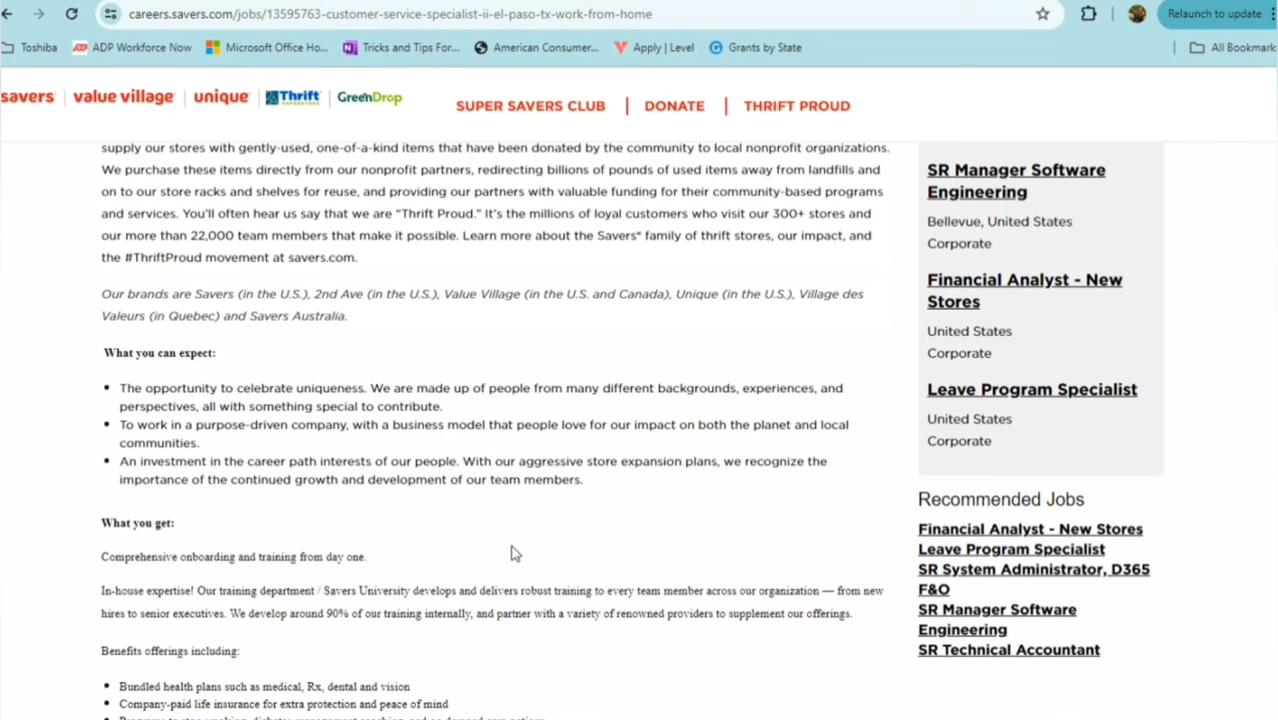 careers.savers.com/jobs/13595763-customer-service-specialist-ii-el-paso-tx-work-from-home
Relaunch to update
Toshiba
ADP Workforce Now
Microsoft Office Ho...
Tricks and Tips For...
American Consumer...
Apply | Level
Grants by State
All Bookmark
savers | value village | unique | Thrift | GreenDrop
SUPER SAVERS CLUB | DONATE | THRIFT PROUD
supply our stores with gently-used, one-of-a-kind items that have been donated by the community to local nonprofit organizations.
We purchase these items directly from our nonprofit partners, redirecting billions of pounds of used items away from landfills and
on to our store racks and shelves for reuse, and providing our partners with valuable funding for their community-based programs
and services. You'll often hear us say that we are "Thrift Proud." It's the millions of loyal customers who visit our 300+ stores and
our more than 22,000 team members that make it possible. Learn more about the Savers® family of thrift stores, our impact, and
the #ThriftProud movement at savers.com.
Our brands are Savers (in the U.S.), 2nd Ave (in the U.S.), Value Village (in the U.S. and Canada), Unique (in the U.S.), Village des
Valeurs (in Quebec) and Savers Australia.
What you can expect:
• The opportunity to celebrate uniqueness. We are made up of people from many different backgrounds, experiences, and
perspectives, all with something special to contribute.
• To work in a purpose-driven company, with a business model that people love for our impact on both the planet and local
communities.
• An investment in the career path interests of our people. With our aggressive store expansion plans, we recognize the
importance of the continued growth and development of our team members.
What you get:
Comprehensive onboarding and training from day one.
In-house expertise! Our training department / Savers University develops and delivers robust training to every team member across our organization — from new
hires to senior executives. We develop around 90% of our training internally, and partner with a variety of renowned providers to supplement our offerings.
Benefits offerings including:
• Bundled health plans such as medical, Rx, dental and vision
• Company-paid life insurance for extra protection and peace of mind
SR Manager Software
Engineering
Bellevue, United States
Corporate
Financial Analyst - New
Stores
United States
Corporate
Leave Program Specialist
United States
Corporate
Recommended Jobs
Financial Analyst - New Stores
Leave Program Specialist
SR System Administrator, D365
F&O
SR Manager Software
Engineering
SR Technical Accountant